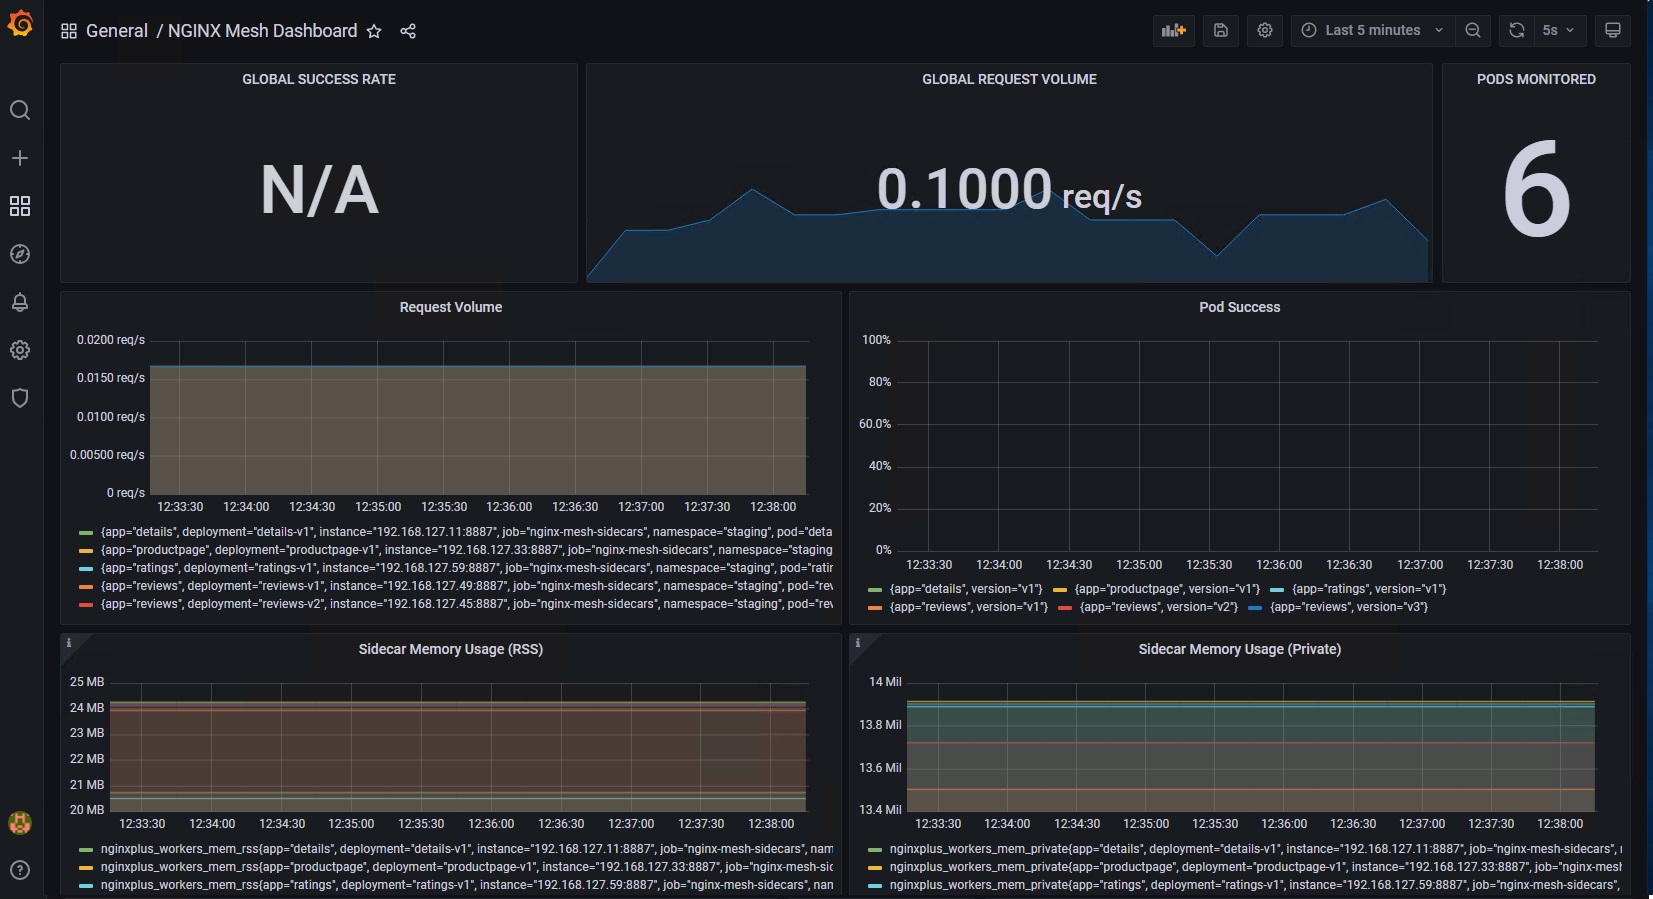 General / NGINX Mesh Dashboard
Last 5 minutes
5s
GLOBAL SUCCESS RATE
N/A
GLOBAL REQUEST VOLUME
0.1000 req/s
PODS MONITORED
6
Request Volume
0.0200 req/s
0.0150 req/s
0.0100 req/s
0.00500 req/s
0 req/s
12:33:30 12:34:00 12:34:30 12:35:00 12:35:30 12:36:00 12:36:30 12:37:00 12:37:30 12:38:00
{app="details", deployment="details-v1", instance="192.168.127.11:8887", job="nginx-mesh-sidecars", namespace="staging", pod="deta
{app="productpage", deployment="productpage-v1", instance="192.168.127.33:8887", job="nginx-mesh-sidecars", namespace="staging
{app="ratings", deployment="ratings-v1", instance="192.168.127.59:8887", job="nginx-mesh-sidecars", namespace="staging", pod="ratin
{app="reviews", deployment="reviews-v1", instance="192.168.127.49:8887", job="nginx-mesh-sidecars", namespace="staging", pod="rev
{app="reviews", deployment="reviews-v2", instance="192.168.127.45:8887", job="nginx-mesh-sidecars", namespace="staging", pod="rev
Pod Success
100%
80%
60.0%
40%
20%
0%
12:33:30 12:34:00 12:34:30 12:35:00 12:35:30 12:36:00 12:36:30 12:37:00 12:37:30 12:38:00
{app="details", version="v1"} {app="productpage", version="v1"} {app="ratings", version="v1"}
{app="reviews", version="v1"} {app="reviews", version="v2"} {app="reviews", version="v3"}
Sidecar Memory Usage (RSS)
25 MB
24 MB
23 MB
22 MB
21 MB
20 MB
12:33:30 12:34:00 12:34:30 12:35:00 12:35:30 12:36:00 12:36:30 12:37:00 12:37:30 12:38:00
nginxplus_workers_mem_rss{app="details", deployment="details-v1", instance="192.168.127.11:8887", job="nginx-mesh-sidecars", nam
nginxplus_workers_mem_rss{app="productpage", deployment="productpage-v1", instance="192.168.127.33:8887", job="nginx-mesh-sid
nginxplus_workers_mem_rss{app="ratings", deployment="ratings-v1", instance="192.168.127.59:8887", job="nginx-mesh-sidecars", nam
Sidecar Memory Usage (Private)
14 Mil
13.8 Mil
13.6 Mil
13.4 Mil
12:33:30 12:34:00 12:34:30 12:35:00 12:35:30 12:36:00 12:36:30 12:37:00 12:37:30 12:38:00
nginxplus_workers_mem_private{app="details", deployment="details-v1", instance="192.168.127.11:8887", job="nginx-mesh-sidecars", n
nginxplus_workers_mem_private{app="productpage", deployment="productpage-v1", instance="192.168.127.33:8887", job="nginx-mesh
nginxplus_workers_mem_private{app="ratings", deployment="ratings-v1", instance="192.168.127.59:8887", job="nginx-mesh-sidecars",